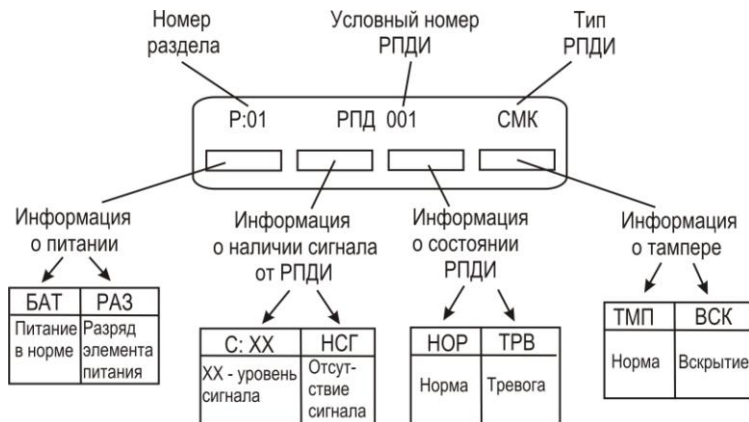 Номер
раздела
Условный номер
РПДИ
Тип
РПДИ
Р:01 РПД 001 СМК
Информация
о питании
Информация
о наличии сигнала
от РПДИ
Информация
о состоянии
РПДИ
Информация
о тампере
БАТ РАЗ
Питание
в норме
Разряд
элемента
питания
С: ХХ НСГ
ХХ - уровень
сигнала
Отсут-
ствие
сигнала
НОР ТРВ
Норма Тревога
ТМП ВСК
Норма Вскрытие